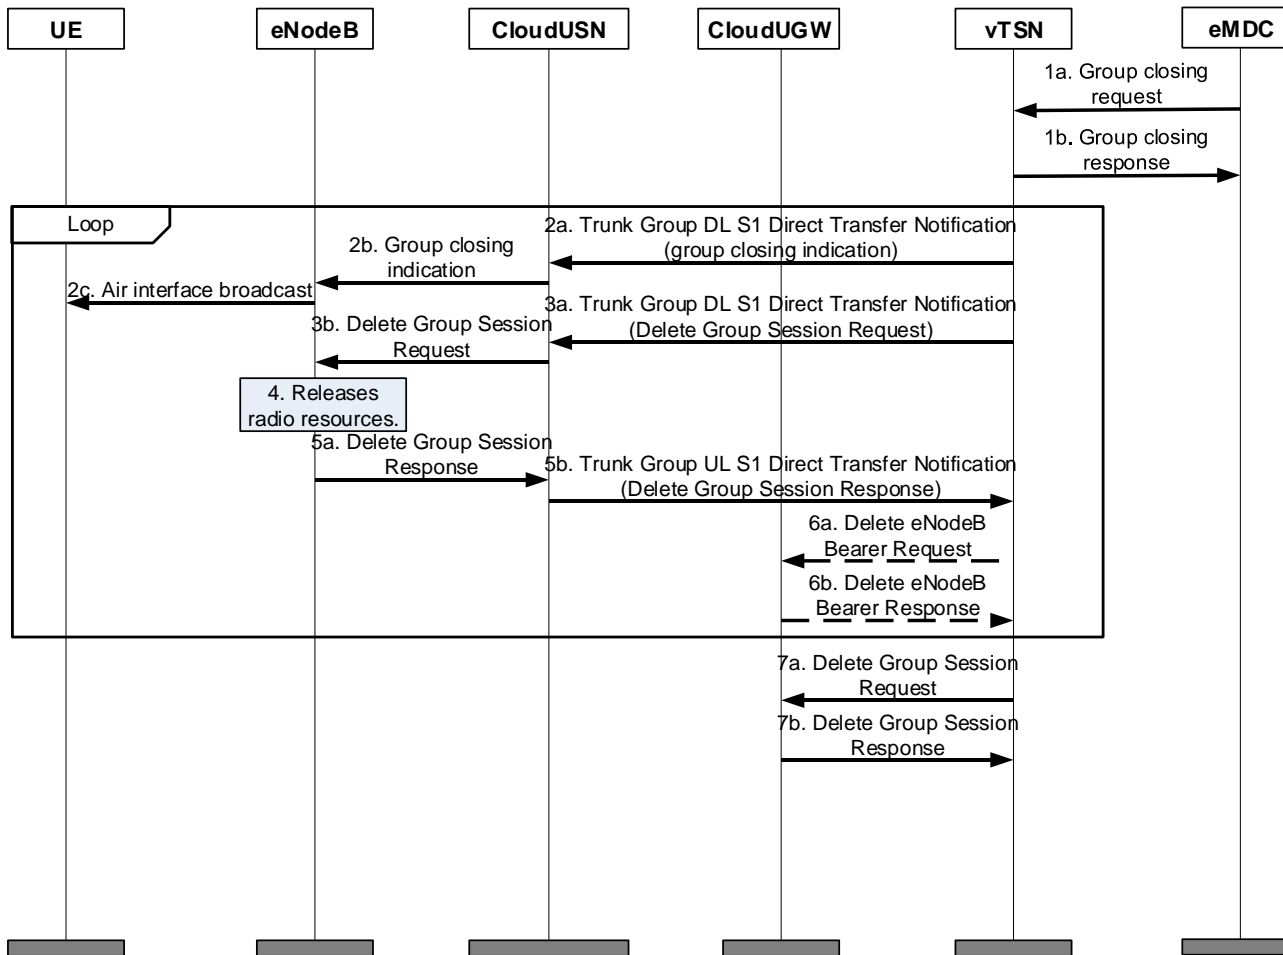 UE
eNodeB
CloudUSN
CloudUGW
vTSN
eMDC
1a. Group closing
request
1b. Group closing
response
Loop
2a. Trunk Group DL S1 Direct Transfer Notification
(group closing indication)
2b. Group closing
indication
2c. Air interface broadcast
3a. Trunk Group DL S1 Direct Transfer Notification
(Delete Group Session Request)
3b. Delete Group Session
Request
4. Releases
radio resources.
5a. Delete Group Session
Response
5b. Trunk Group UL S1 Direct Transfer Notification
(Delete Group Session Response)
6a. Delete eNodeB
Bearer Request
6b. Delete eNodeB
Bearer Response
7a. Delete Group Session
Request
7b. Delete Group Session
Response